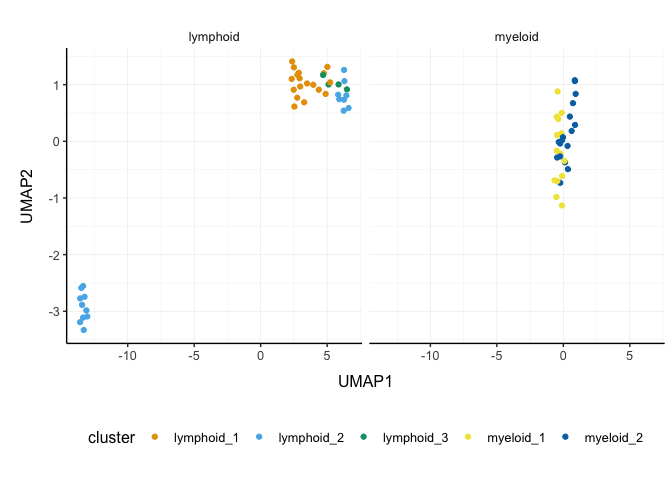 lymphoid myeloid
1
0
-1
-2
-3
UMAP2
-10 -5 0 5 -10 -5 0 5
UMAP1
cluster lymphoid_1 lymphoid_2 lymphoid_3 myeloid_1 myeloid_2